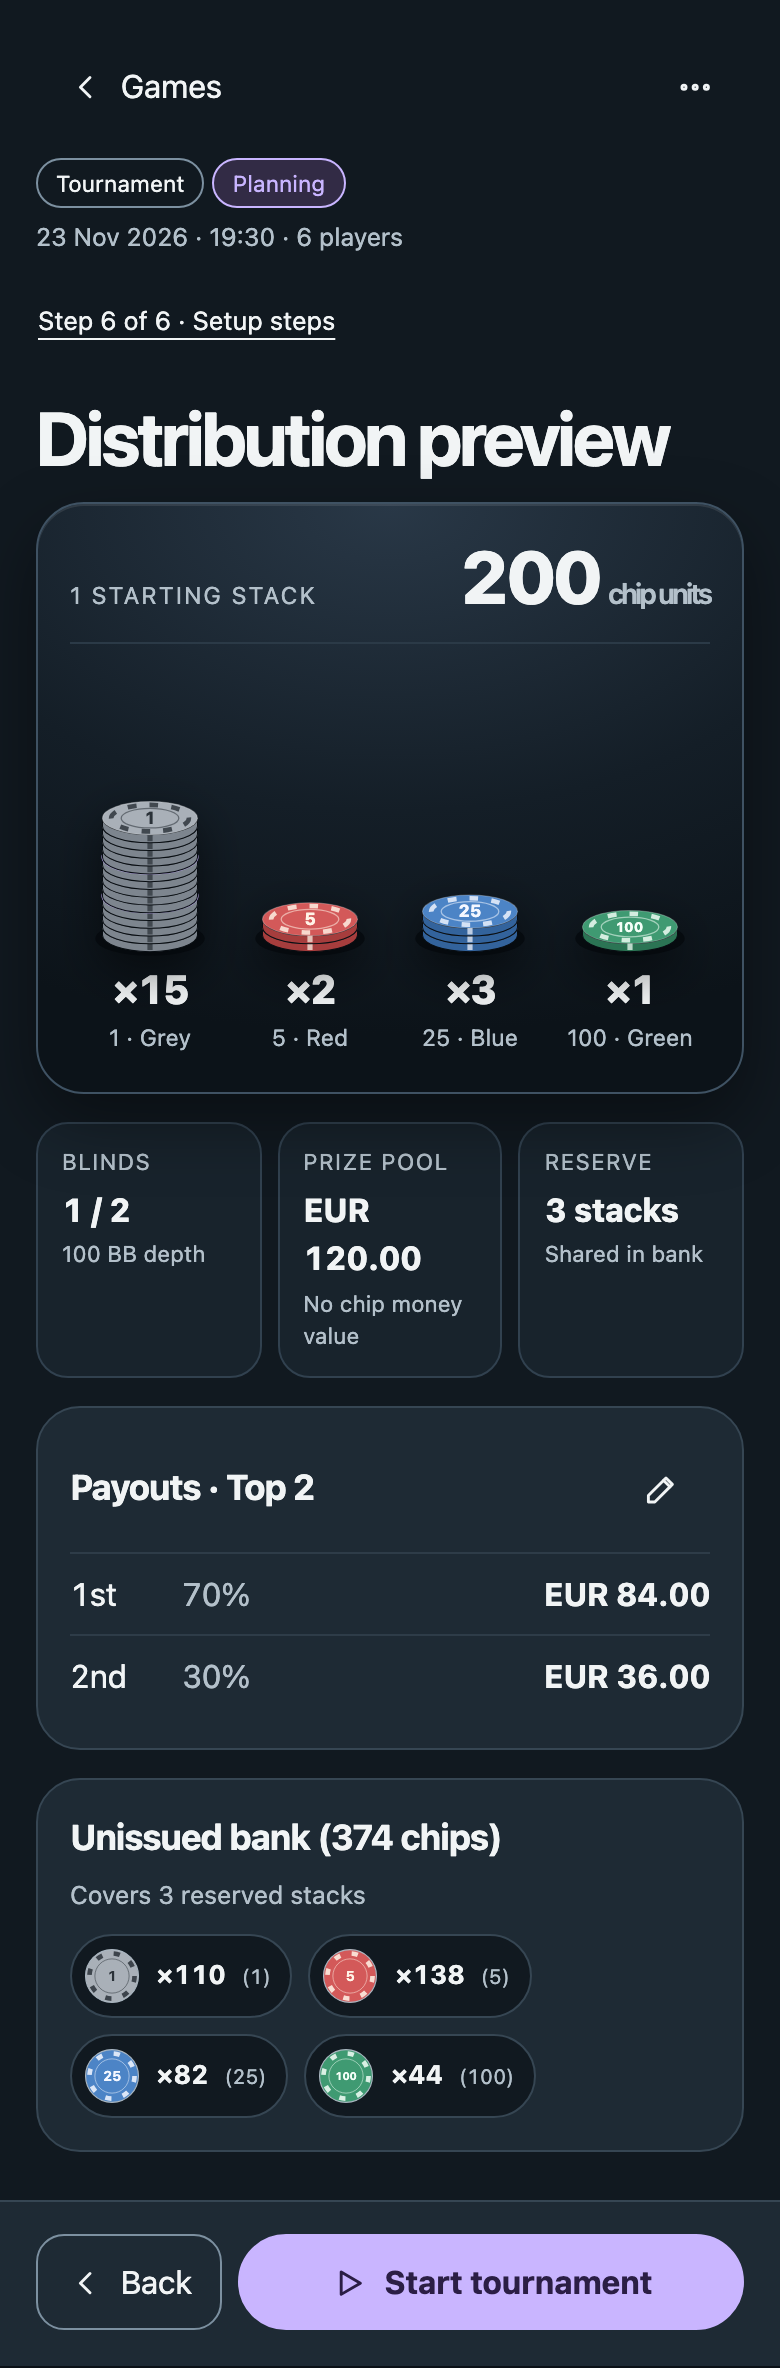 Games
Tournament Planning
23 Nov 2026 · 19:30 · 6 players
Step 6 of 6 · Setup steps
Distribution preview
1 STARTING STACK 200 chip units
1 5 25 100
×15 ×2 ×3 ×1
1 · Grey 5 · Red 25 · Blue 100 · Green
BLINDS
1 / 2
100 BB depth
PRIZE POOL
EUR
120.00
No chip money
value
RESERVE
3 stacks
Shared in bank
Payouts · Top 2
1st 70% EUR 84.00
2nd 30% EUR 36.00
Unissued bank (374 chips)
Covers 3 reserved stacks
1 ×110 (1) 5 ×138 (5)
25 ×82 (25) 100 ×44 (100)
Back Start tournament